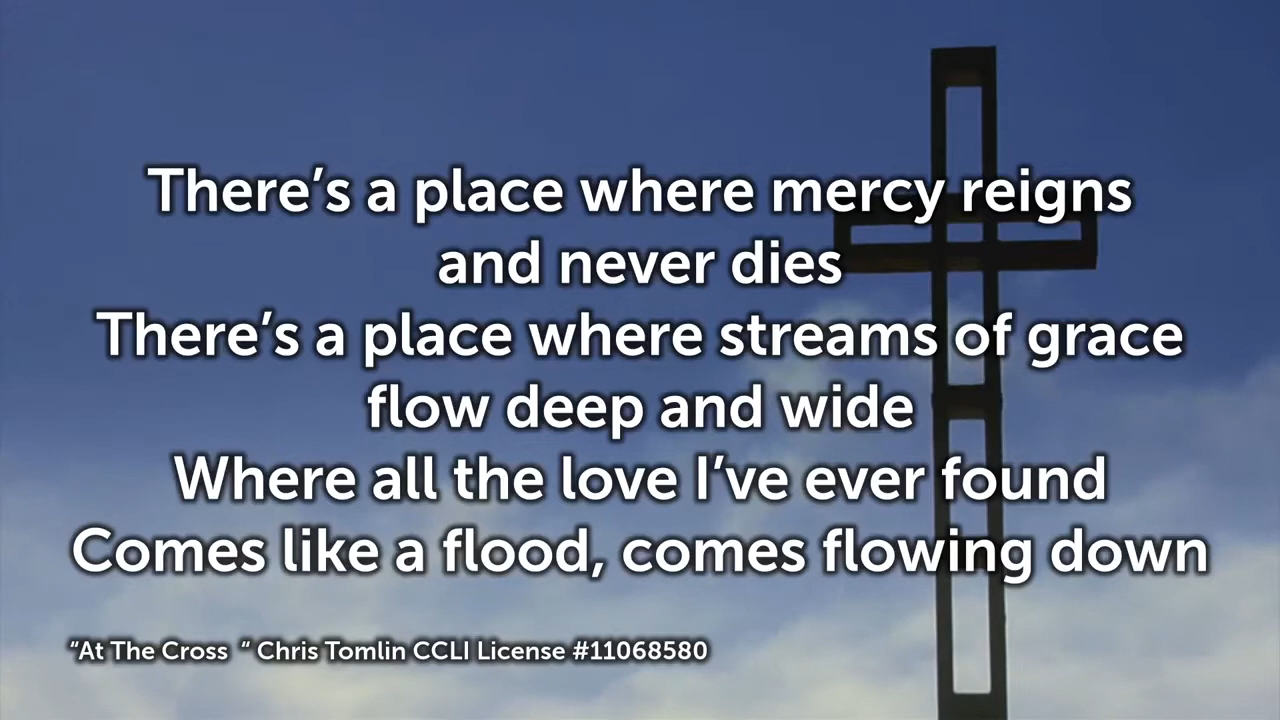 There’s a place where mercy reigns
and never dies
There’s a place where streams of grace
flow deep and wide
Where all the love I’ve ever found
Comes like a flood, comes flowing down
“At The Cross “ Chris Tomlin CCLI License #11068580